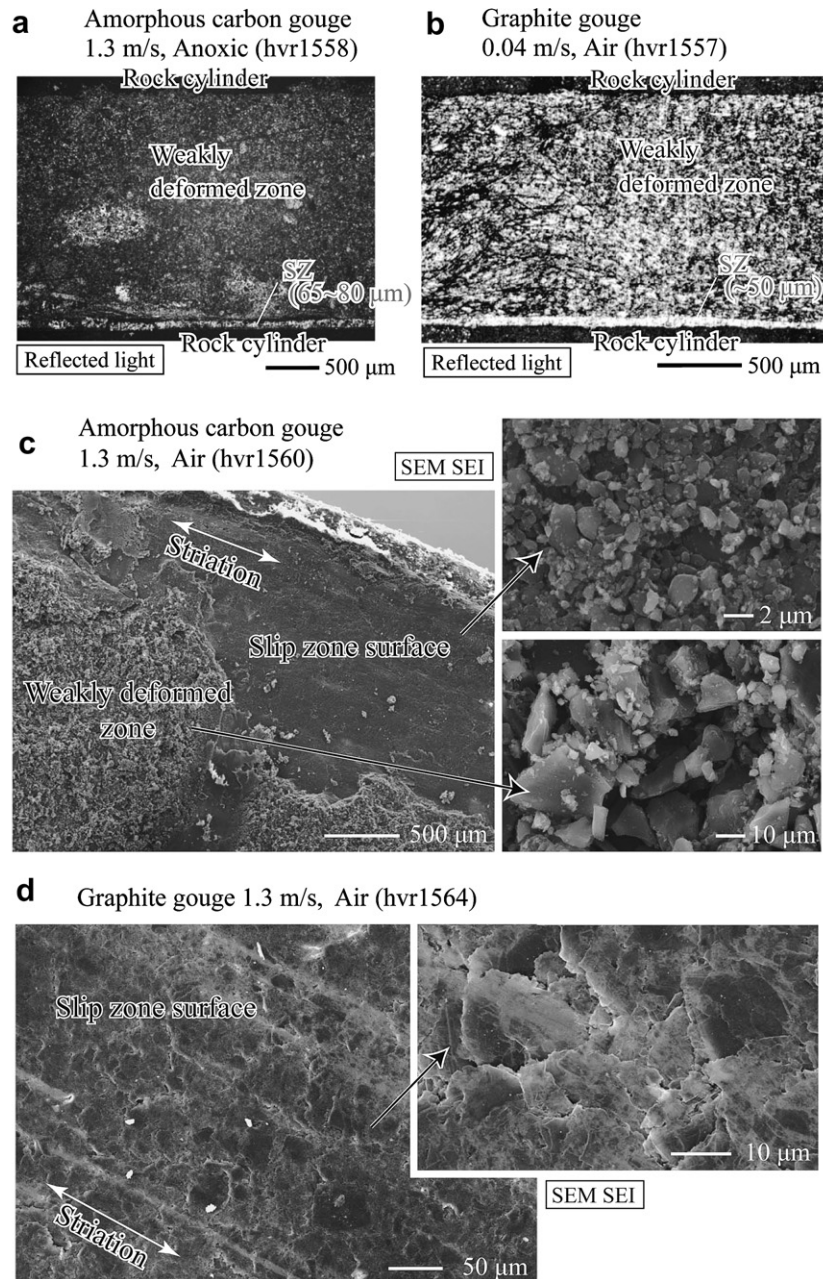 a
Amorphous carbon gouge
1.3 m/s, Anoxic (hvr1558)
Rock cylinder
Weakly
deformed zone
SZ
(65~80 μm)
Rock cylinder
Reflected light
500 μm
b
Graphite gouge
0.04 m/s, Air (hvr1557)
Rock cylinder
Weakly
deformed zone
SZ
(~50 μm)
Rock cylinder
Reflected light
500 μm
c
Amorphous carbon gouge
1.3 m/s, Air (hvr1560)
SEM SEI
Striation
Slip zone surface
Weakly deformed
zone
500 μm
2 μm
10 μm
d
Graphite gouge 1.3 m/s, Air (hvr1564)
Slip zone surface
Striation
50 μm
10 μm
SEM SEI